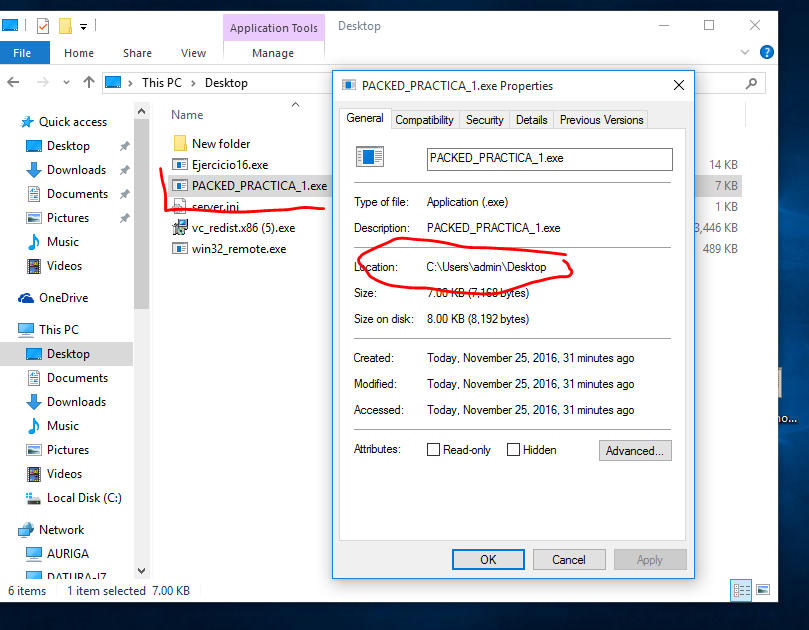 Application Tools
Desktop
File
Home
Share
View
Manage
This PC
Desktop
Name
Quick access
Desktop
Downloads
Documents
Pictures
Music
Videos
OneDrive
This PC
Desktop
Documents
Downloads
Music
Pictures
Videos
Local Disk (C:)
Network
AURIGA
DATURA-I7
New folder
Ejercicio16.exe
14 KB
PACKED_PRACTICA_1.exe
7 KB
server.ini
1 KB
vc_redist.x86 (5).exe
3,446 KB
win32_remote.exe
489 KB
PACKED_PRACTICA_1.exe Properties
General
Compatibility
Security
Details
Previous Versions
PACKED_PRACTICA_1.exe
Type of file: Application (.exe)
Description: PACKED_PRACTICA_1.exe
Location: C:\Users\admin\Desktop
Size: 7.00 KB (7,168 bytes)
Size on disk: 8.00 KB (8,192 bytes)
Created: Today, November 25, 2016, 31 minutes ago
Modified: Today, November 25, 2016, 31 minutes ago
Accessed: Today, November 25, 2016, 31 minutes ago
Attributes: Read-only Hidden Advanced...
OK Cancel Apply
6 items 1 item selected 7.00 KB